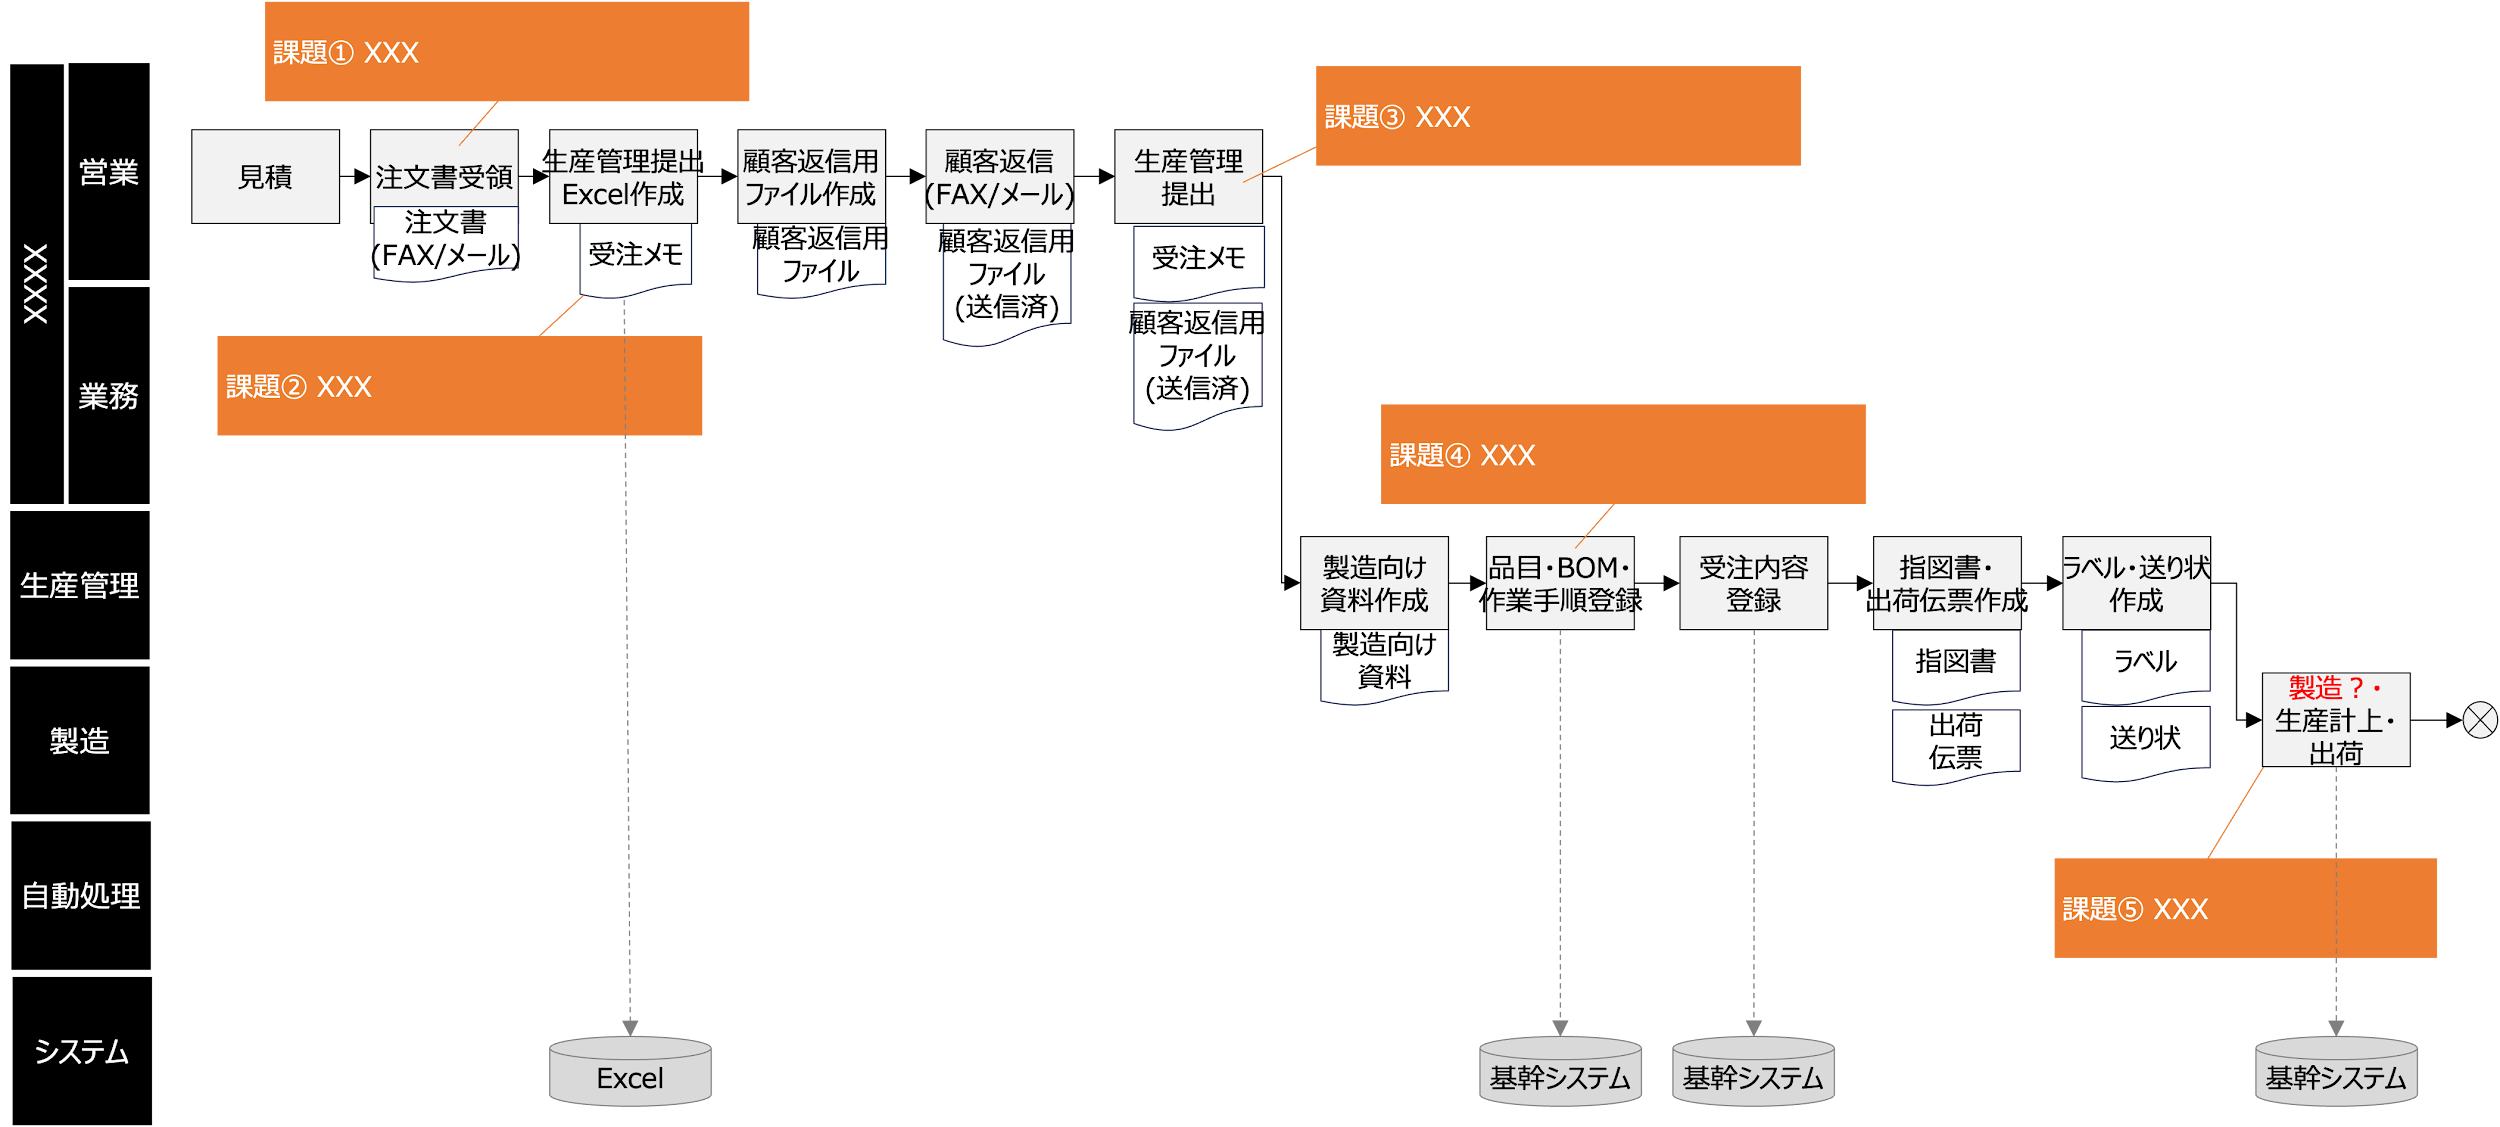 課題① XXX
課題③ XXX
XXXX
営業
見積
注文書受領
注文書
(FAX/メール)
生産管理提出
Excel作成
受注メモ
顧客返信用
ファイル作成
顧客返信用
ファイル
顧客返信
(FAX/メール)
顧客返信用
ファイル
(送信済)
生産管理
提出
受注メモ
顧客返信用
ファイル
(送信済)
業務
課題② XXX
課題④ XXX
生産管理
製造向け
資料作成
製造向け
資料
品目・BOM・
作業手順登録
受注内容
登録
指図書・
出荷伝票作成
指図書
出荷
伝票
ラベル・送り状
作成
ラベル
送り状
製造
製造？・
生産計上・
出荷
自動処理
課題⑤ XXX
システム
Excel
基幹システム
基幹システム
基幹システム